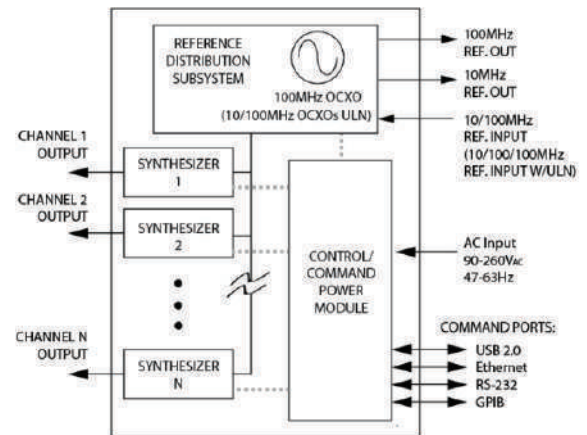 REFERENCE
DISTRIBUTION
SUBSYSTEM
100MHz OCXO
(10/100MHz OCXOs ULN)
100MHz
REF. OUT
10MHz
REF. OUT
10/100MHz
REF. INPUT
(10/100/100MHz
REF. INPUT W/ULN)
CHANNEL 1
OUTPUT
SYNTHESIZER
1
CHANNEL 2
OUTPUT
SYNTHESIZER
2
CONTROL/
COMMAND
POWER
MODULE
AC Input
90-260VAC
47-63Hz
CHANNEL N
OUTPUT
SYNTHESIZER
N
COMMAND PORTS:
USB 2.0
Ethernet
RS-232
GPIB